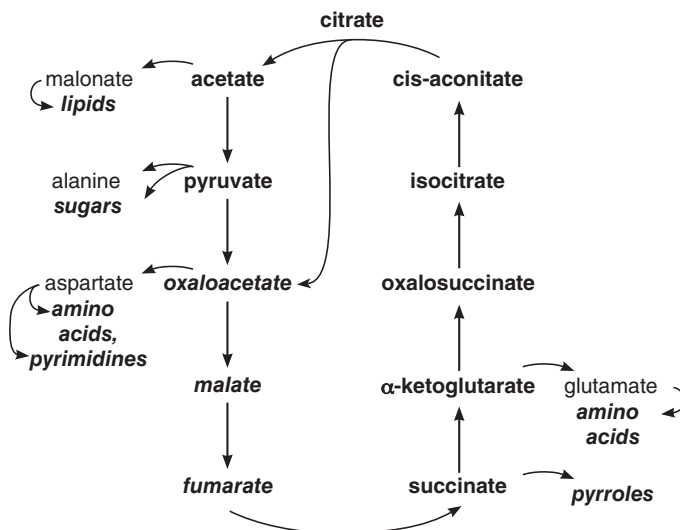 citrate
malonate
lipids
acetate
cis-aconitate
alanine
sugars
pyruvate
isocitrate
aspartate
amino
acids,
pyrimidines
oxaloacetate
oxalosuccinate
malate
α-ketoglutarate
glutamate
amino
acids
fumarate
succinate
pyrroles